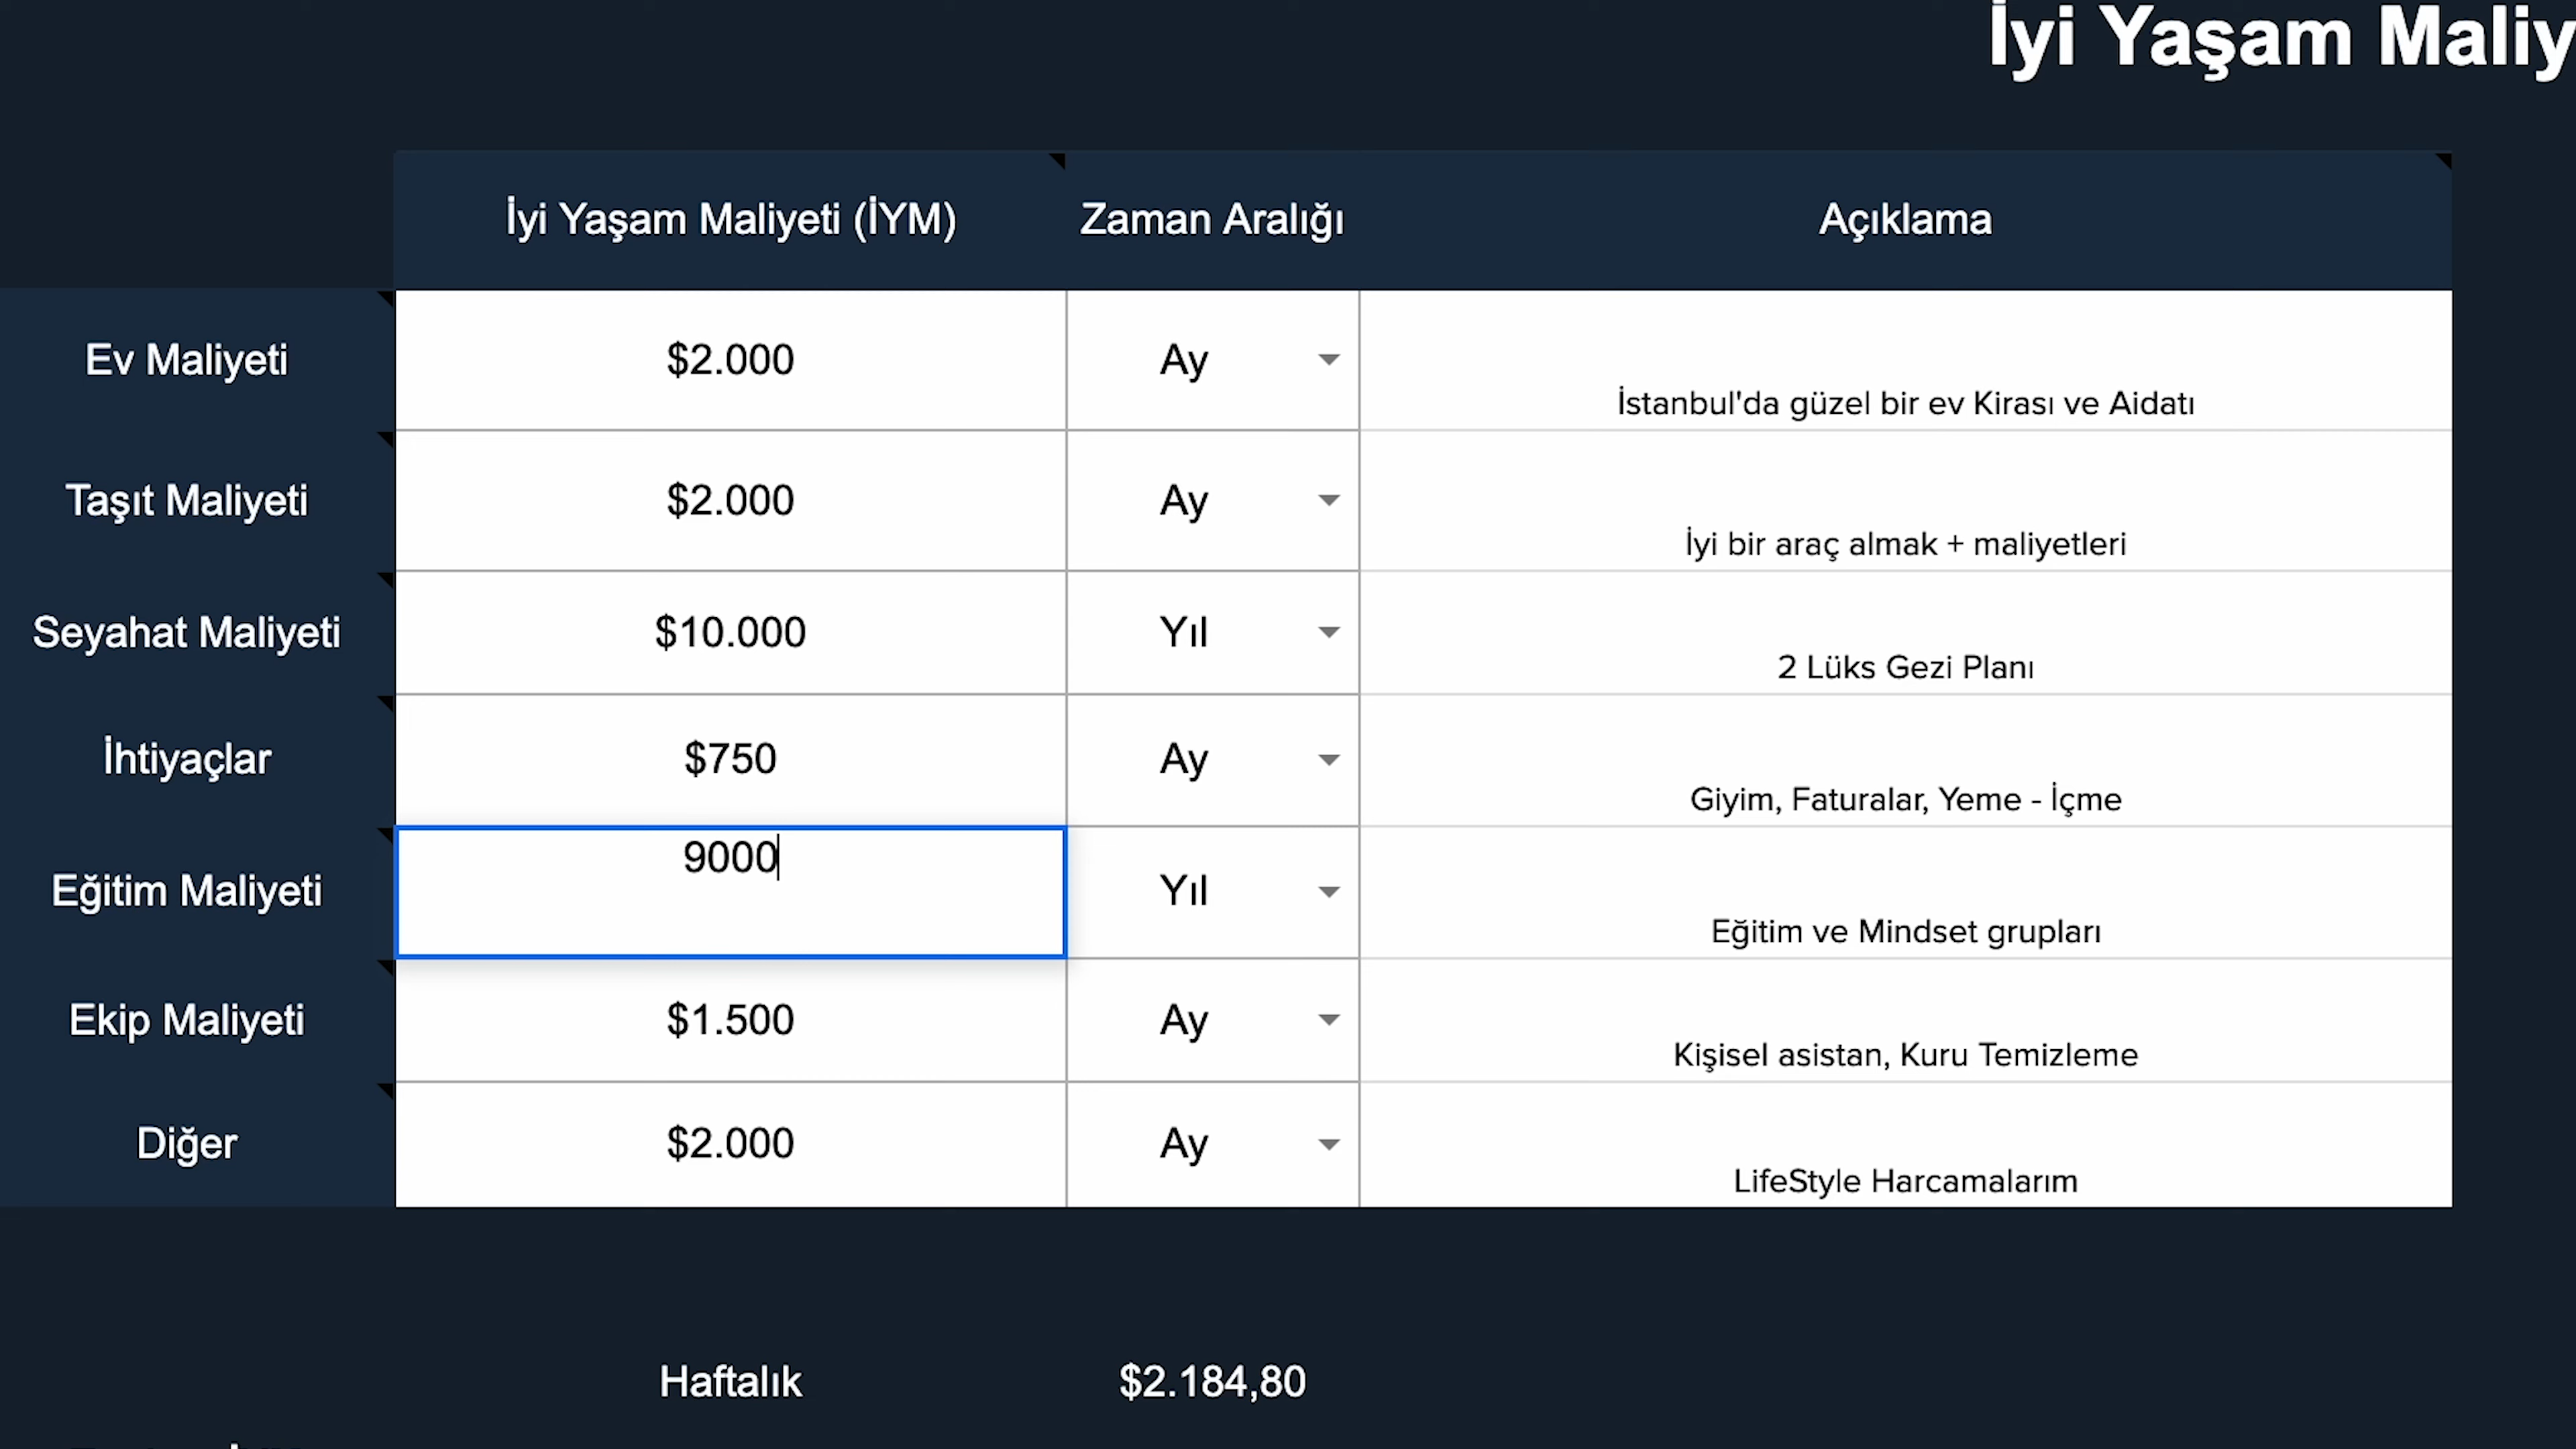 İyi Yaşam Maliy
İyi Yaşam Maliyeti (İYM) Zaman Aralığı Açıklama
Ev Maliyeti $2.000 Ay İstanbul'da güzel bir ev Kirası ve Aidatı
Taşıt Maliyeti $2.000 Ay İyi bir araç almak + maliyetleri
Seyahat Maliyeti $10.000 Yıl 2 Lüks Gezi Planı
İhtiyaçlar $750 Ay Giyim, Faturalar, Yeme - İçme
Eğitim Maliyeti 9000 Yıl Eğitim ve Mindset grupları
Ekip Maliyeti $1.500 Ay Kişisel asistan, Kuru Temizleme
Diğer $2.000 Ay LifeStyle Harcamalarım
Haftalık $2.184,80